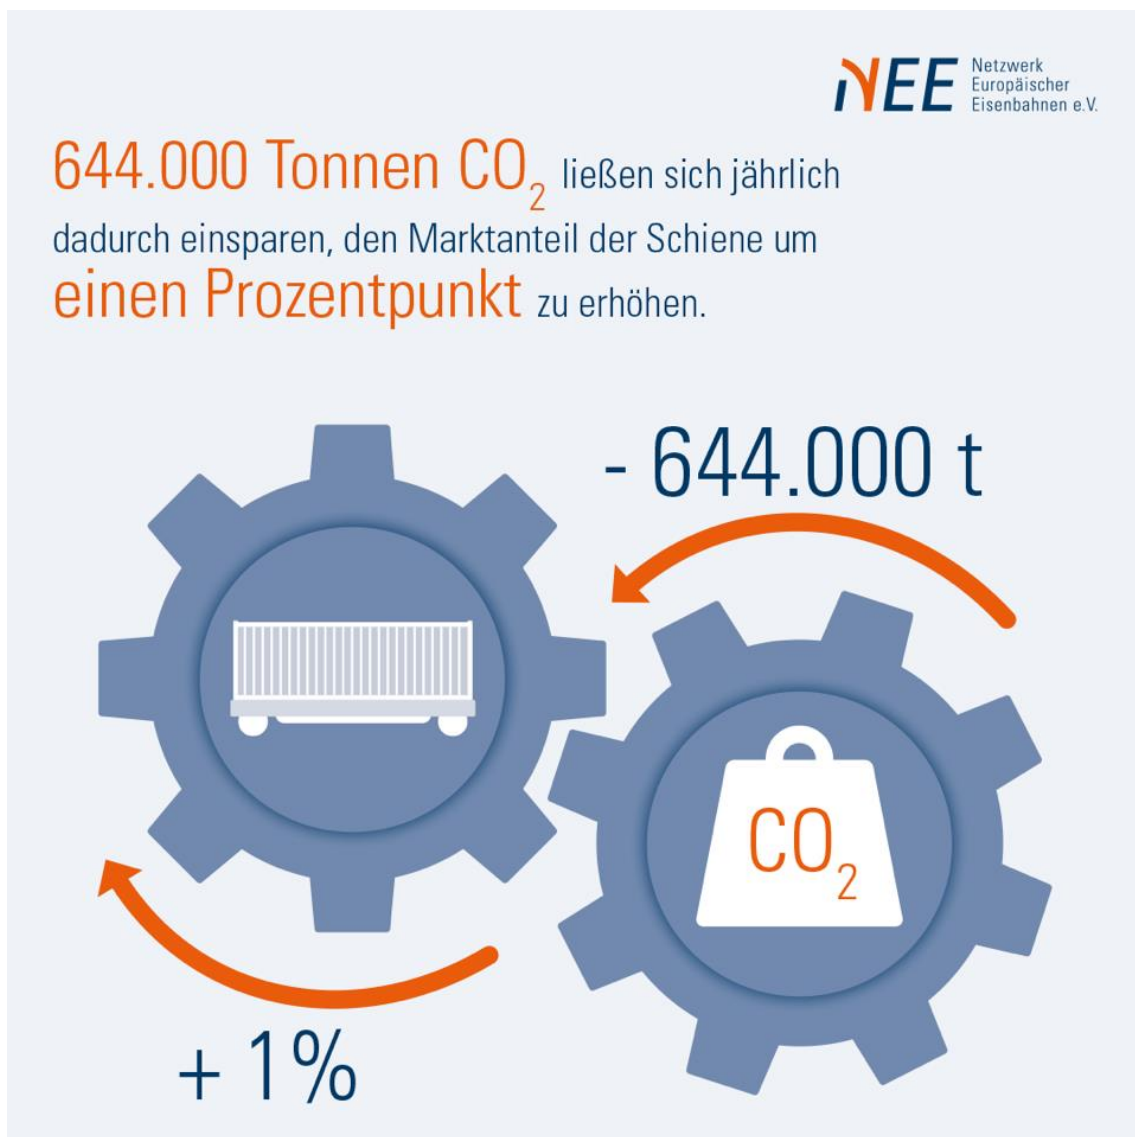 NEE Netzwerk
Europäischer
Eisenbahnen e.V.
644.000 Tonnen CO₂ ließen sich jährlich
dadurch einsparen, den Marktanteil der Schiene um
einen Prozentpunkt zu erhöhen.
- 644.000 t
CO₂
+ 1%